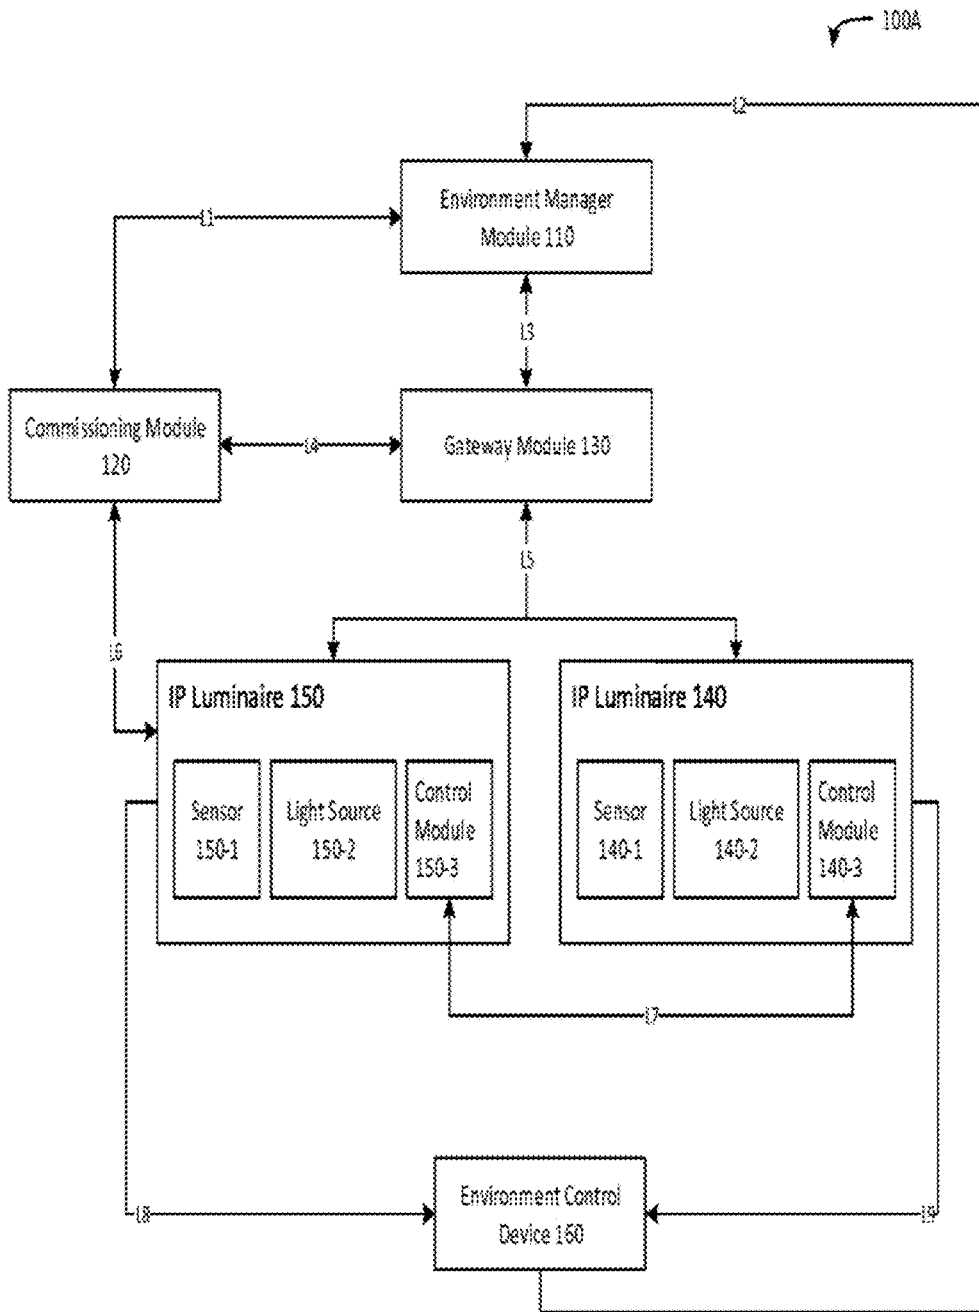 100A
L2
Environment Manager
Module 110
L1
L3
Commissioning Module
120
L4
Gateway Module 130
L5
L6
IP Luminaire 150
Sensor
150-1
Light Source
150-2
Control
Module
150-3
IP Luminaire 140
Sensor
140-1
Light Source
140-2
Control
Module
140-3
L7
L8
Environment Control
Device 160
L9